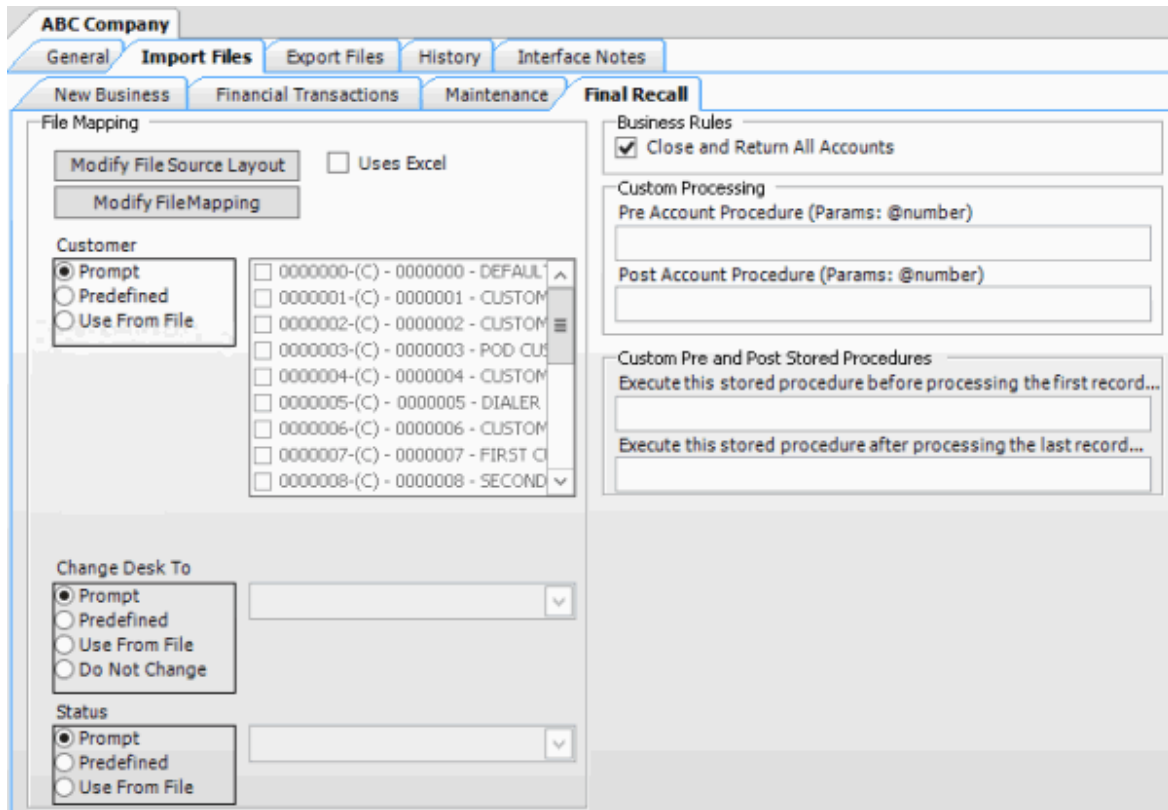 ABC Company
General Import Files Export Files History Interface Notes
New Business Financial Transactions Maintenance Final Recall
File Mapping
Modify File Source Layout Uses Excel
Modify FileMapping
Customer
Prompt
Predefined
Use From File
0000000-(C) - 0000000 - DEFAULT
0000001-(C) - 0000001 - CUSTOM
0000002-(C) - 0000002 - CUSTOM
0000003-(C) - 0000003 - POD CUS
0000004-(C) - 0000004 - CUSTOM
0000005-(C) - 0000005 - DIALER
0000006-(C) - 0000006 - CUSTOM
0000007-(C) - 0000007 - FIRST CU
0000008-(C) - 0000008 - SECOND
Change Desk To
Prompt
Predefined
Use From File
Do Not Change
Status
Prompt
Predefined
Use From File
Business Rules
Close and Return All Accounts
Custom Processing
Pre Account Procedure (Params: @number)
Post Account Procedure (Params: @number)
Custom Pre and Post Stored Procedures
Execute this stored procedure before processing the first record...
Execute this stored procedure after processing the last record...